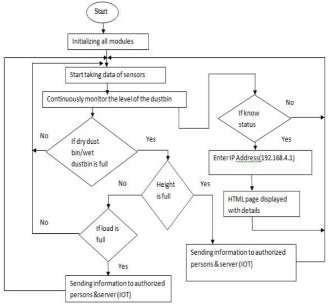 Start
Initializing all modules
Start taking data of sensors
Continuously monitor the level of the dustbin
If know
status
No
Yes
No
If dry dust
bin/wet
dustbin is full
Yes
Enter IP Address(192.168.4.1)
No
Height
is full
Yes
HTML page displayed
with details
No
If load is
full
Yes
Sending information to authorized
persons & server (IOT)
Sending information to authorized
persons &server (IOT)